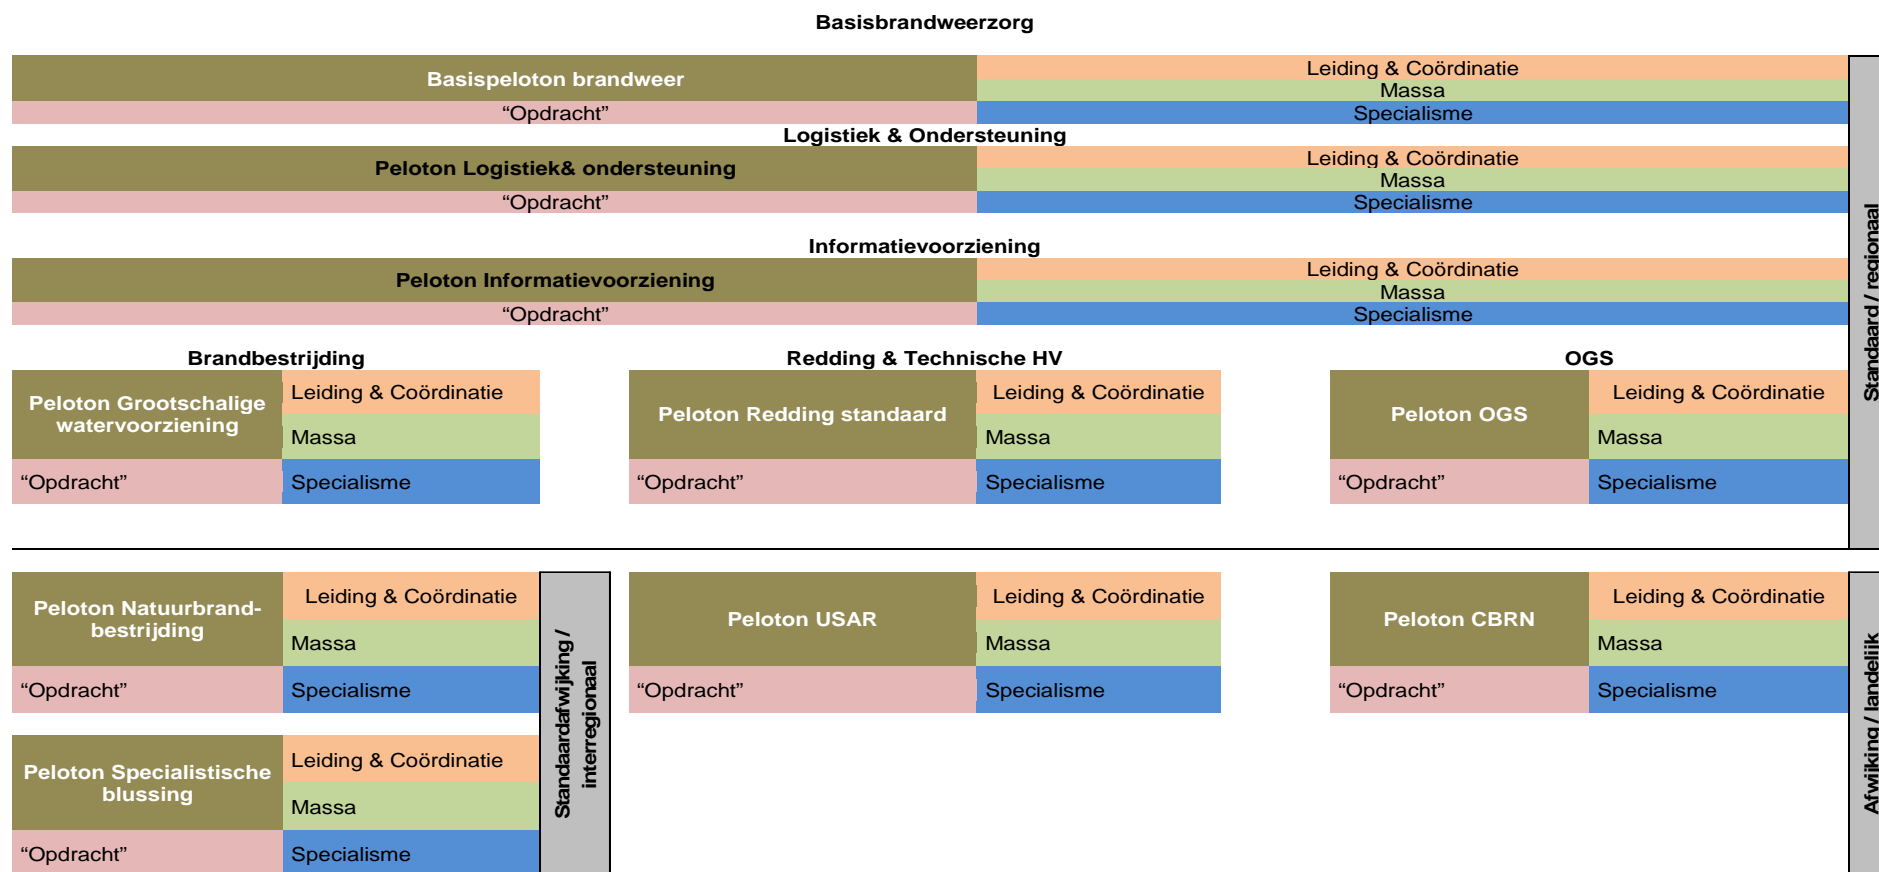 Basisbrandweerzorg
Basispeloton brandweer
Leiding & Coördinatie
Massa
“Opdracht”
Specialisme
Logistiek & Ondersteuning
Peloton Logistiek& ondersteuning
Leiding & Coördinatie
Massa
“Opdracht”
Specialisme
Informatievoorziening
Peloton Informatievoorziening
Leiding & Coördinatie
Massa
“Opdracht”
Specialisme
Standaard / regionaal
Brandbestrijding
Redding & Technische HV
OGS
Peloton Grootschalige
watervoorziening
Leiding & Coördinatie
Massa
“Opdracht”
Specialisme
Peloton Redding standaard
Leiding & Coördinatie
Massa
“Opdracht”
Specialisme
Peloton OGS
Leiding & Coördinatie
Massa
“Opdracht”
Specialisme
Peloton Natuurbrand-
bestrijding
Leiding & Coördinatie
Massa
“Opdracht”
Specialisme
Standaardafwijking /
interregionaal
Peloton USAR
Leiding & Coördinatie
Massa
“Opdracht”
Specialisme
Peloton CBRN
Leiding & Coördinatie
Massa
“Opdracht”
Specialisme
Afwijking / landelijk
Peloton Specialistische
blussing
Leiding & Coördinatie
Massa
“Opdracht”
Specialisme